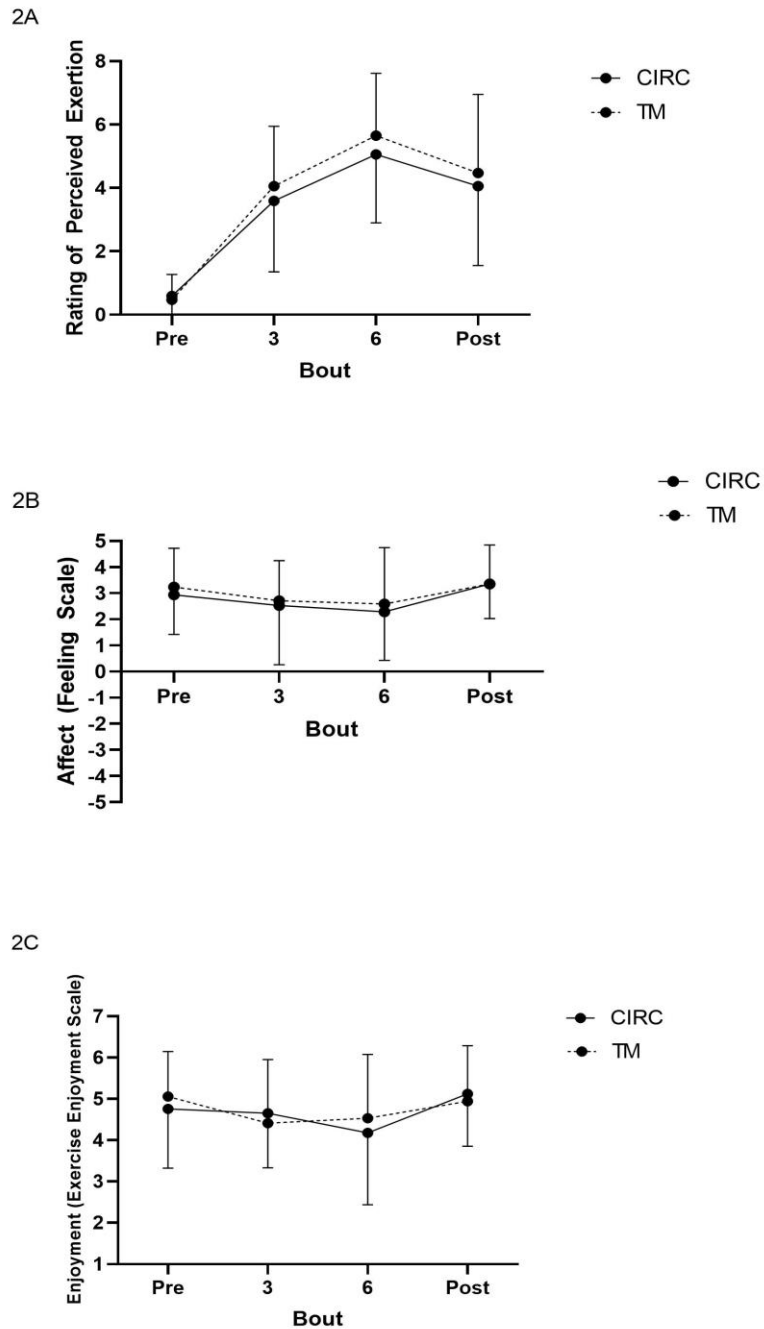 2A
Rating of Perceived Exertion
8
6
4
2
0
Pre 3 6 Post
Bout
CIRC
TM
2B
Affect (Feeling Scale)
5
4
3
2
1
0
-1
-2
-3
-4
-5
Pre 3 6 Post
Bout
CIRC
TM
2C
Enjoyment (Exercise Enjoyment Scale)
7
6
5
4
3
2
1
Pre 3 6 Post
Bout
CIRC
TM